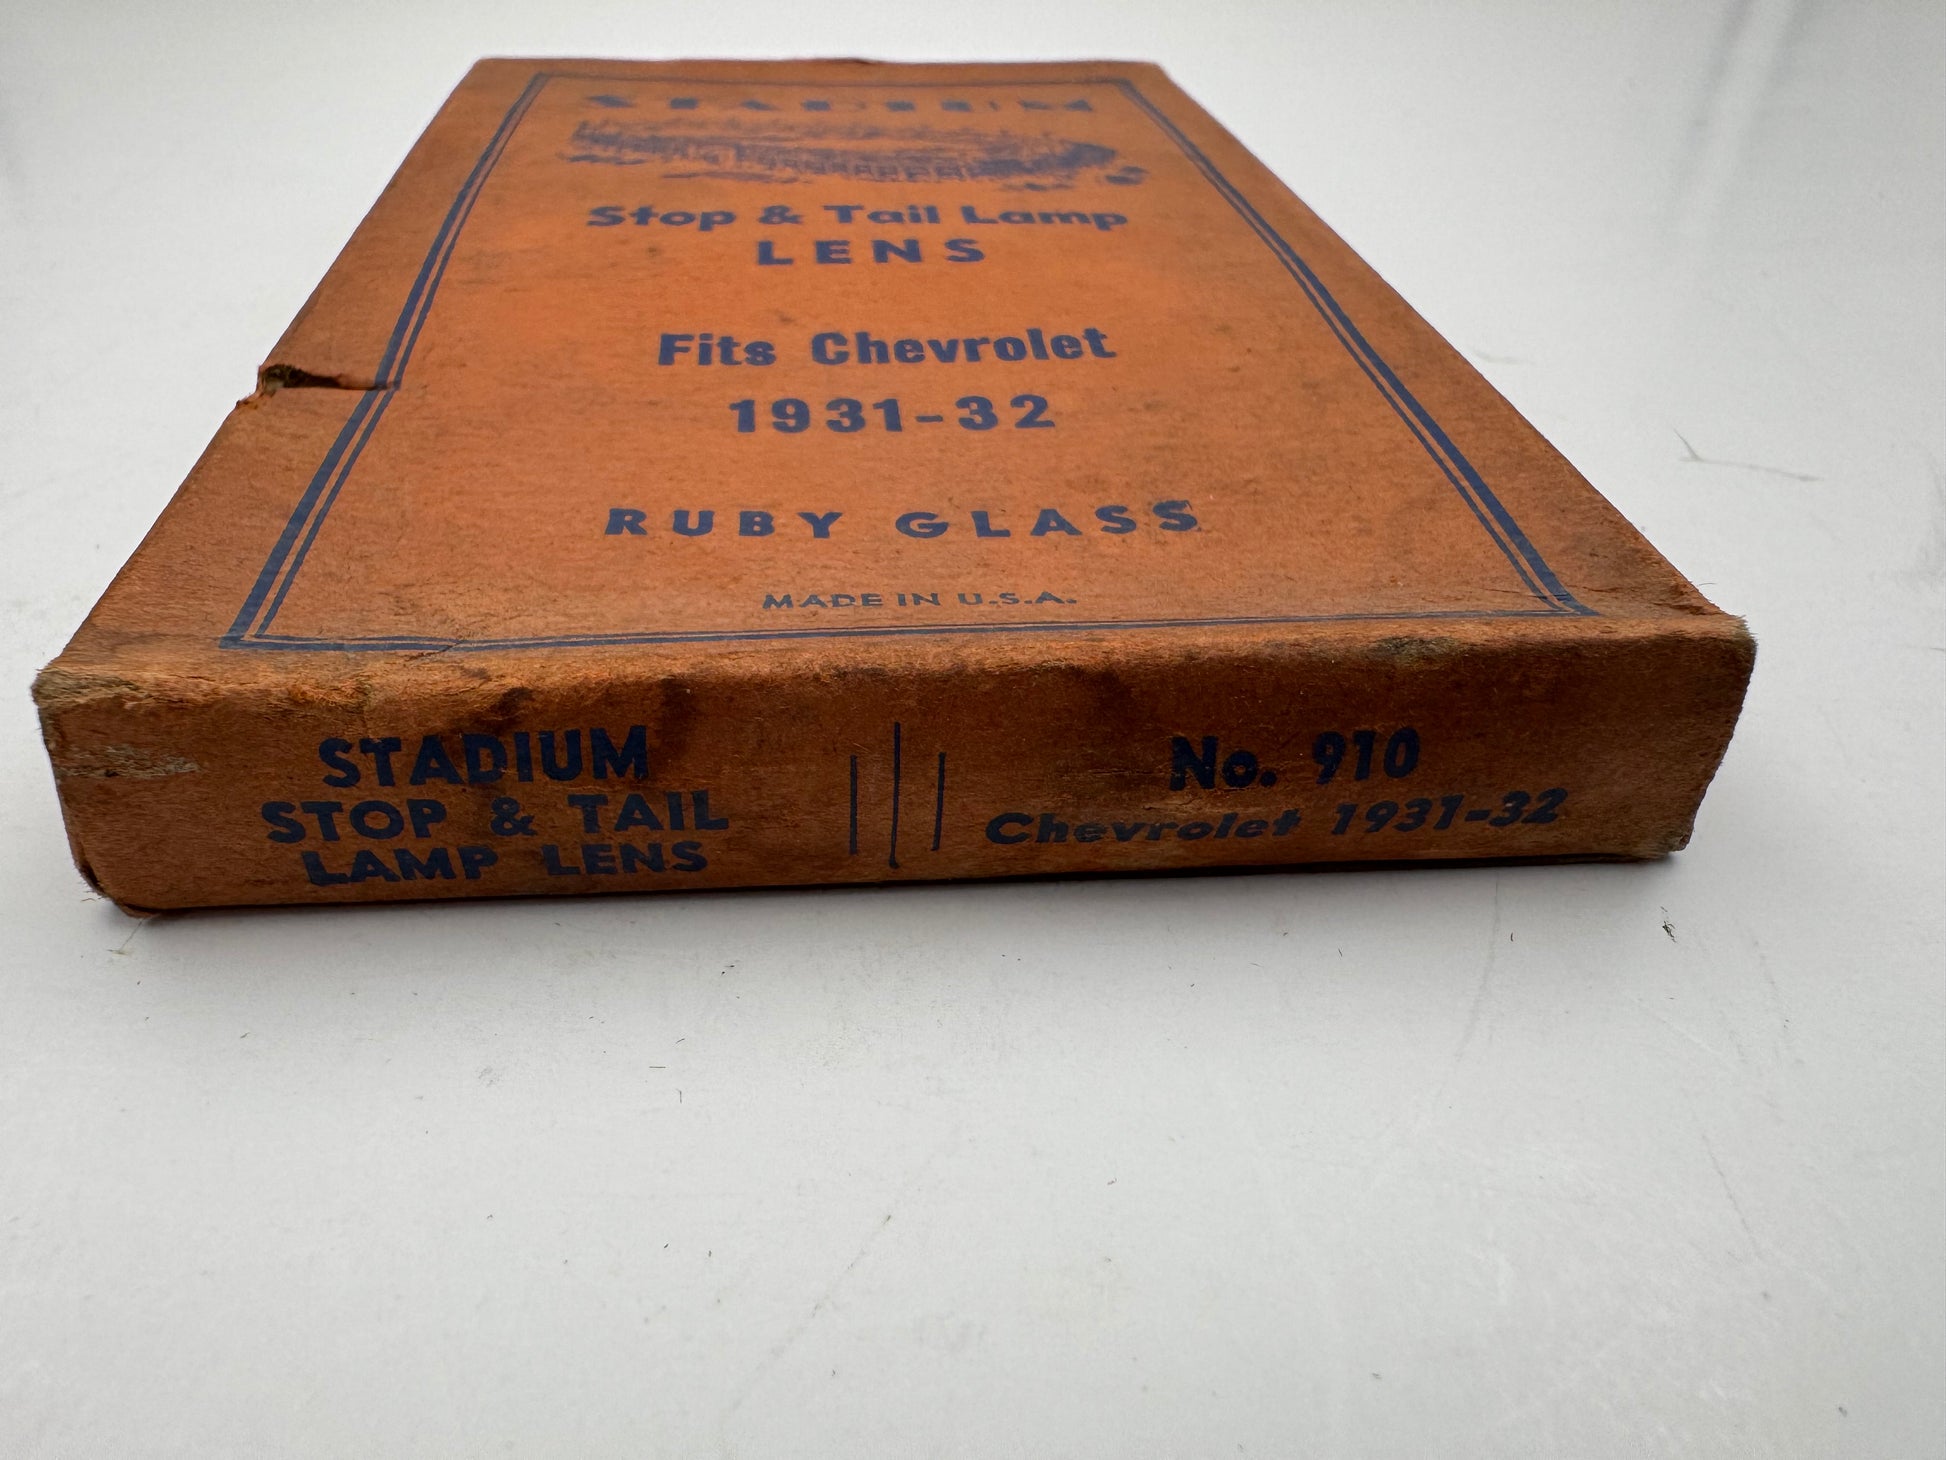 STADIUM
Stop & Tail Lamp
LENS
Fits Chevrolet
1931-32
RUBY GLASS
MADE IN U.S.A.
STADIUM
STOP & TAIL
LAMP LENS
No. 910
Chevrolet 1931-32